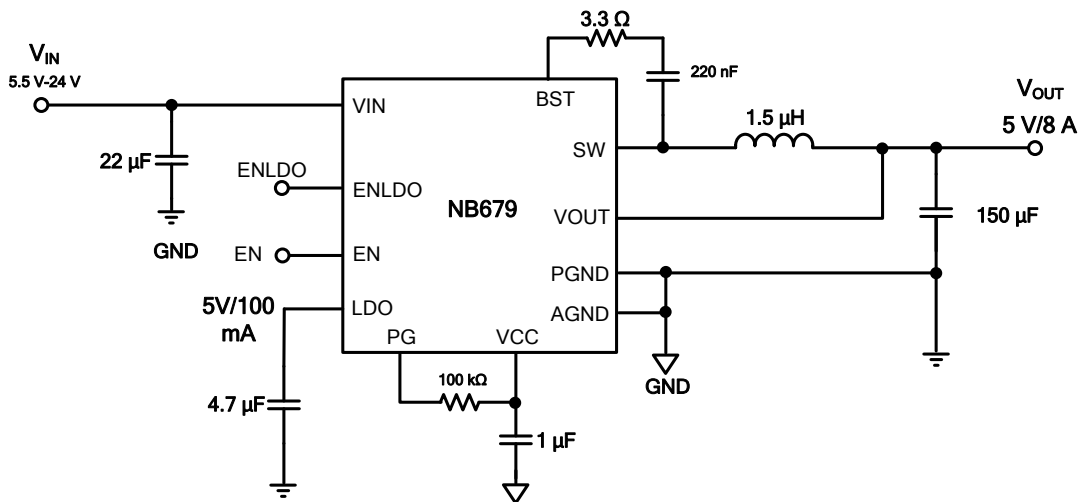 3.3 Ω
VIN
5.5 V-24 V
220 nF
VIN
BST
VOUT
5 V/8 A
1.5 µH
22 µF
SW
ENLDO
ENLDO
NB679
VOUT
150 µF
GND
EN
EN
PGND
5V/100
mA
LDO
AGND
PG
VCC
100 kΩ
GND
4.7 µF
1 µF